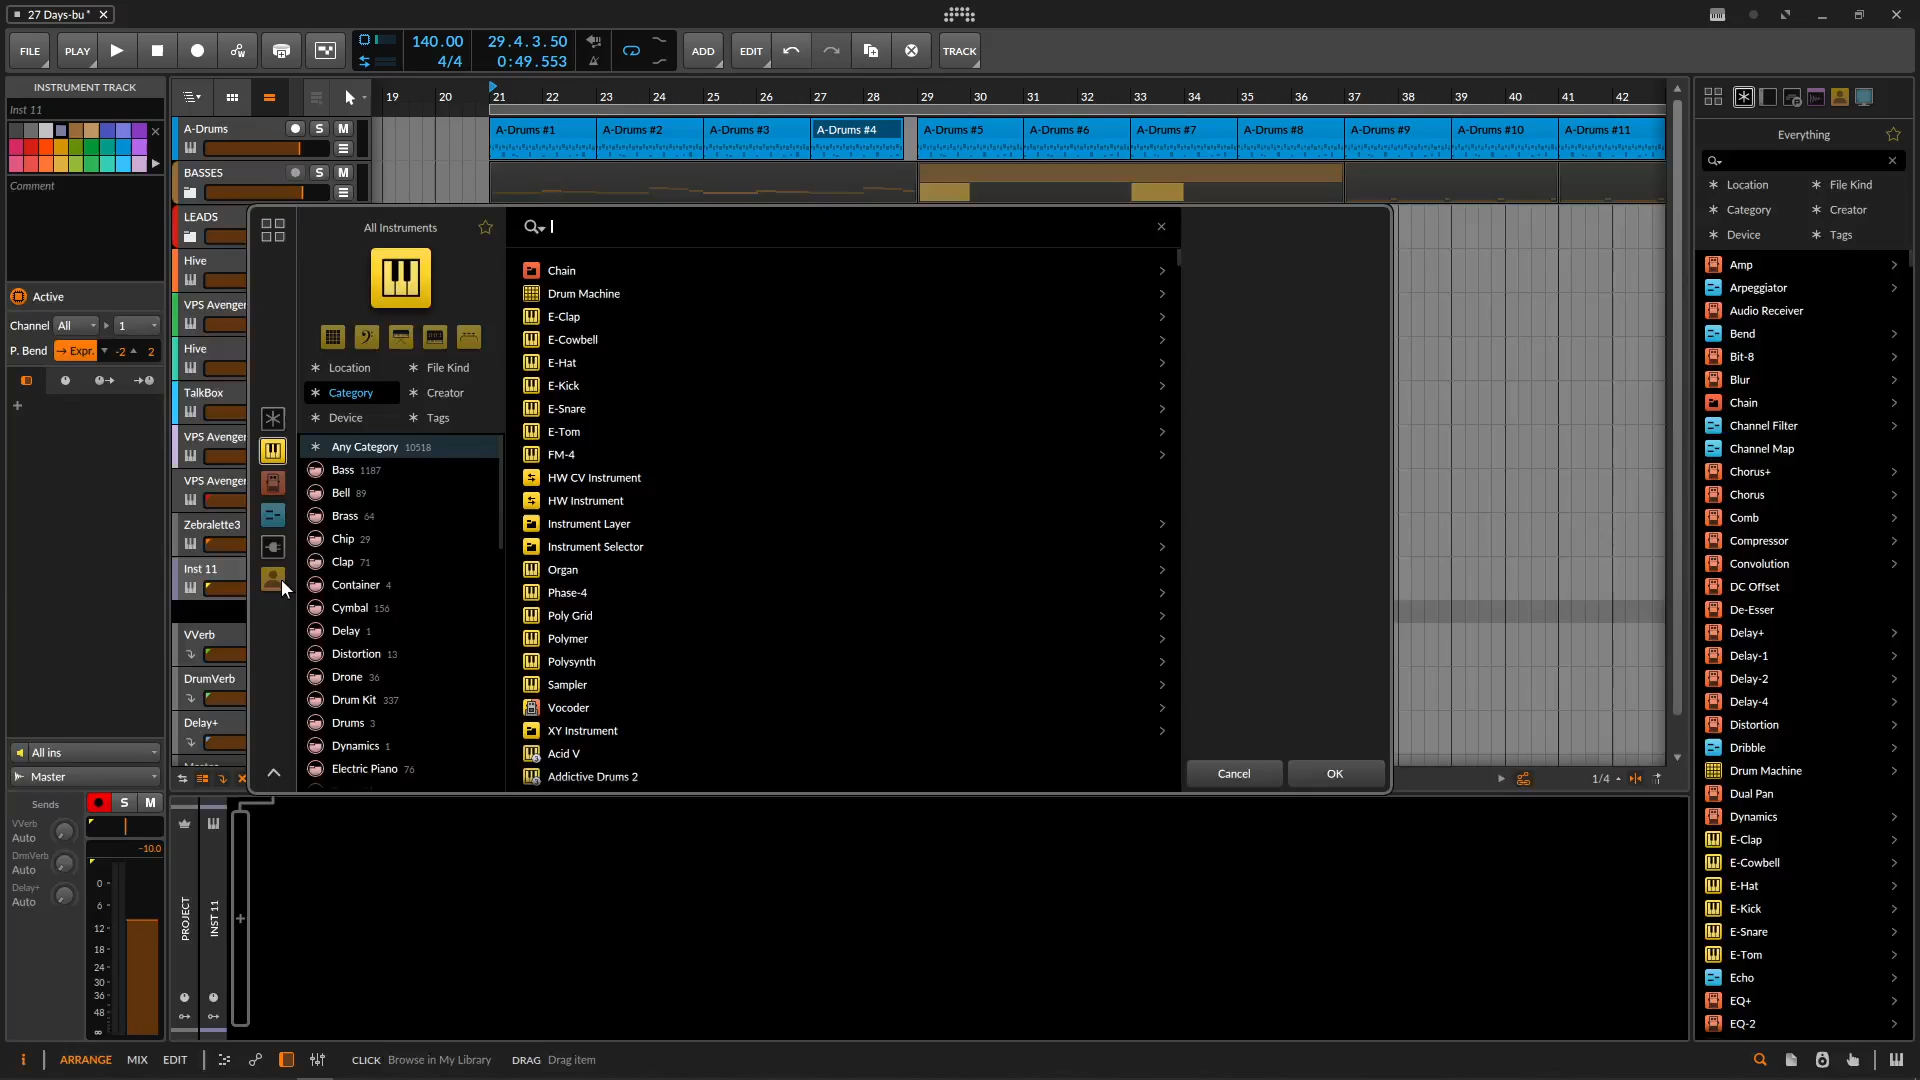 27 Days-bu*
FILE
PLAY
140.00
4/4
29.4.3.50
0:49.553
ADD
EDIT
TRACK
INSTRUMENT TRACK
Inst 11
Comment
Active
Channel All 1
P. Bend Expr. -2 2
All ins
Master
Sends
VVerb
Auto
DrmVerb
Auto
Delay+
Auto
S M
-10.0
0
6
12
18
24
30
36
48
∞
19 20 21 22 23 24 25 26 27 28 29 30 31 32 33 34 35 36 37 38 39 40 41 42
A-Drums S M
A-Drums #1 A-Drums #2 A-Drums #3 A-Drums #4 A-Drums #5 A-Drums #6 A-Drums #7 A-Drums #8 A-Drums #9 A-Drums #10 A-Drums #11
BASSES S M
LEADS
Hive
VPS Avenger
Hive
TalkBox
VPS Avenger
VPS Avenger
Zebralette3
Inst 11
VVerb
DrumVerb
Delay+
All Instruments
Location File Kind
Category Creator
Device Tags
Any Category 10518
Bass 1187
Bell 89
Brass 64
Chip 29
Clap 71
Container 4
Cymbal 156
Delay 1
Distortion 13
Drone 36
Drum Kit 337
Drums 3
Dynamics 1
Electric Piano 76
Chain
Drum Machine
E-Clap
E-Cowbell
E-Hat
E-Kick
E-Snare
E-Tom
FM-4
HW CV Instrument
HW Instrument
Instrument Layer
Instrument Selector
Organ
Phase-4
Poly Grid
Polymer
Polysynth
Sampler
Vocoder
XY Instrument
Acid V
Addictive Drums 2
Cancel
OK
1/4
PROJECT
INST 11
Everything
Location File Kind
Category Creator
Device Tags
Amp
Arpeggiator
Audio Receiver
Bend
Bit-8
Blur
Chain
Channel Filter
Channel Map
Chorus+
Chorus
Comb
Compressor
Convolution
DC Offset
De-Esser
Delay+
Delay-1
Delay-2
Delay-4
Distortion
Dribble
Drum Machine
Dual Pan
Dynamics
E-Clap
E-Cowbell
E-Hat
E-Kick
E-Snare
E-Tom
Echo
EQ+
EQ-2
ARRANGE MIX EDIT
CLICK Browse in My Library DRAG Drag item